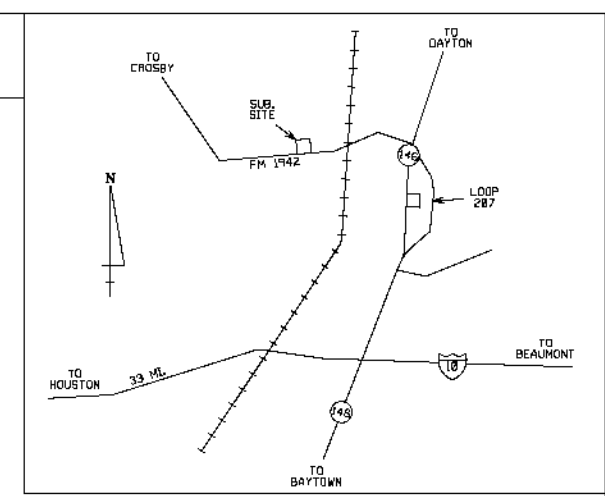 TO
DAYTON
TO
CROSBY
SUB.
SITE
FM 1942
146
N
LOOP
207
TO
BEAUMONT
10
TO
HOUSTON
39 MI.
146
TO
BAYTOWN